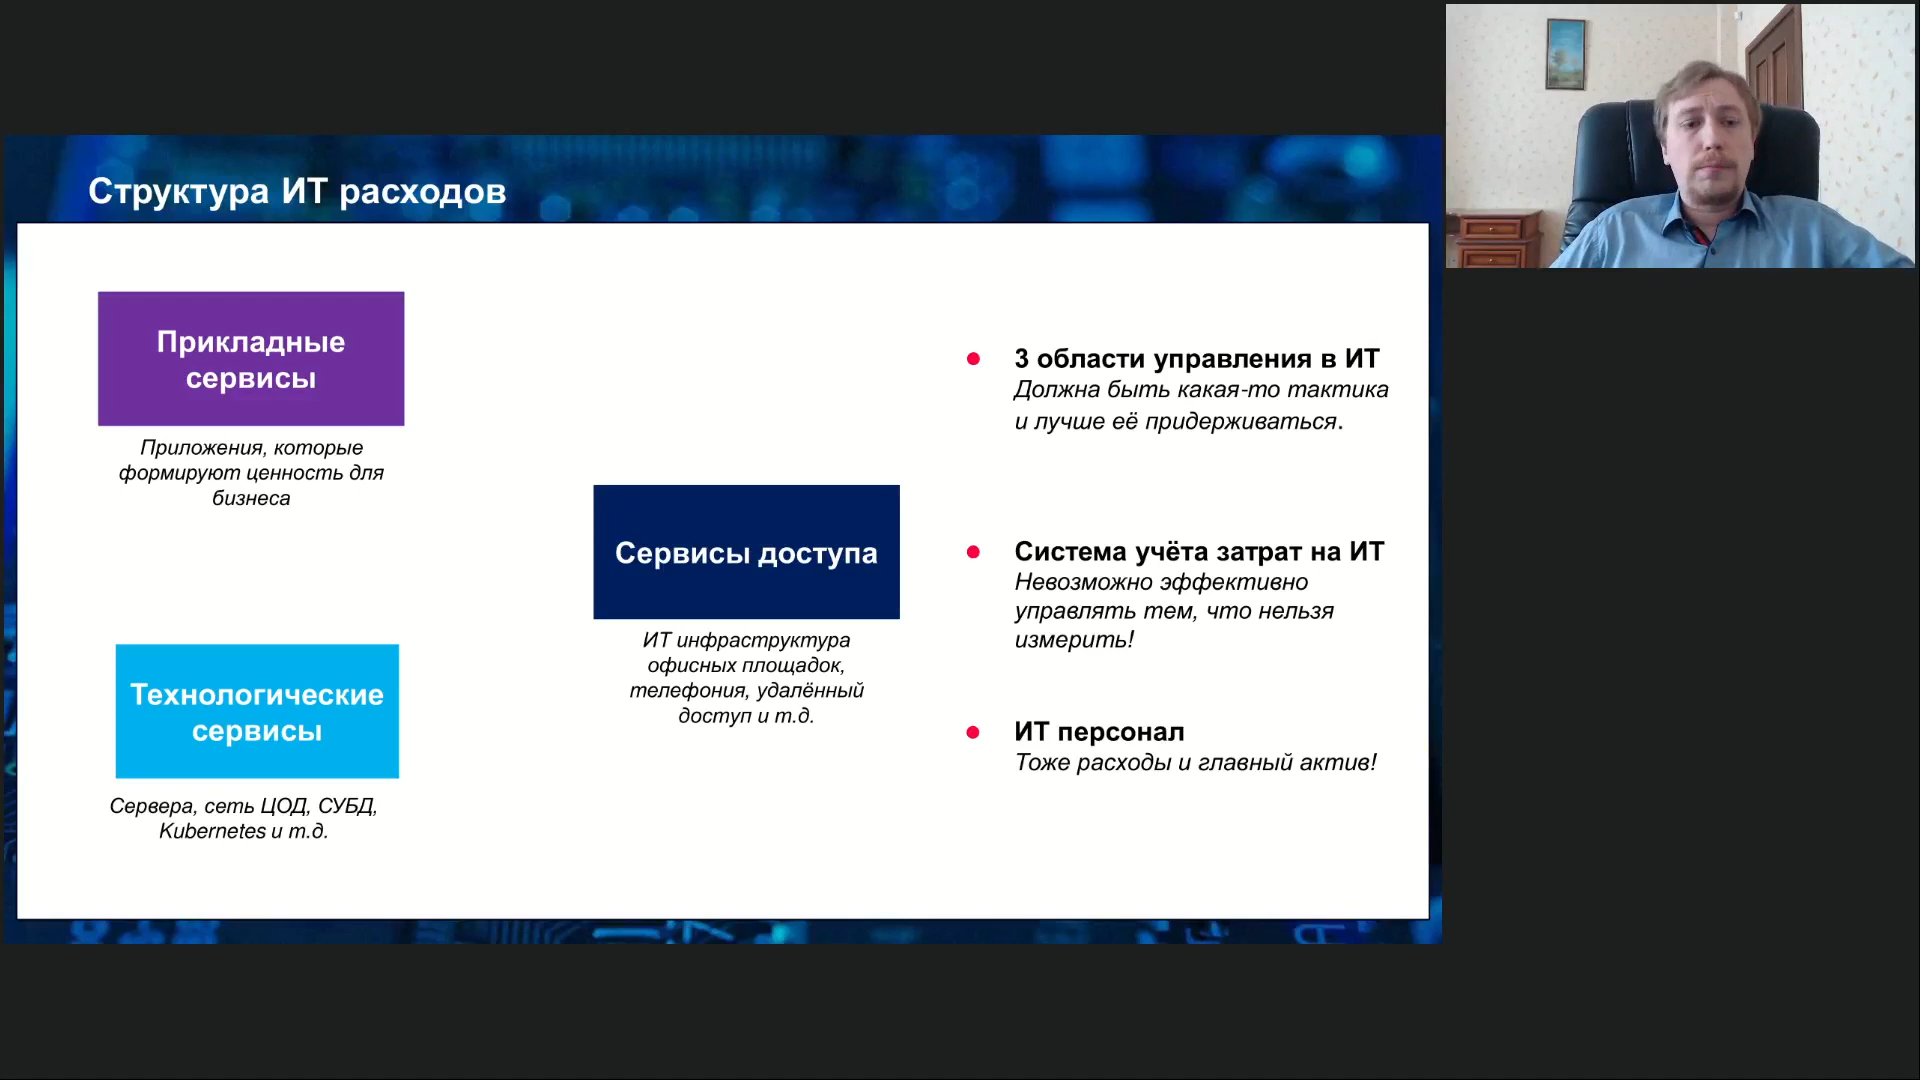 Структура ИТ расходов
Прикладные
сервисы
Приложения, которые
формируют ценность для
бизнеса
Технологические
сервисы
Сервера, сеть ЦОД, СУБД,
Kubernetes и т.д.
Сервисы доступа
ИТ инфраструктура
офисных площадок,
телефония, удалённый
доступ и т.д.
3 области управления в ИТ
Должна быть какая-то тактика
и лучше её придерживаться.
Система учёта затрат на ИТ
Невозможно эффективно
управлять тем, что нельзя
измерить!
ИТ персонал
Тоже расходы и главный актив!